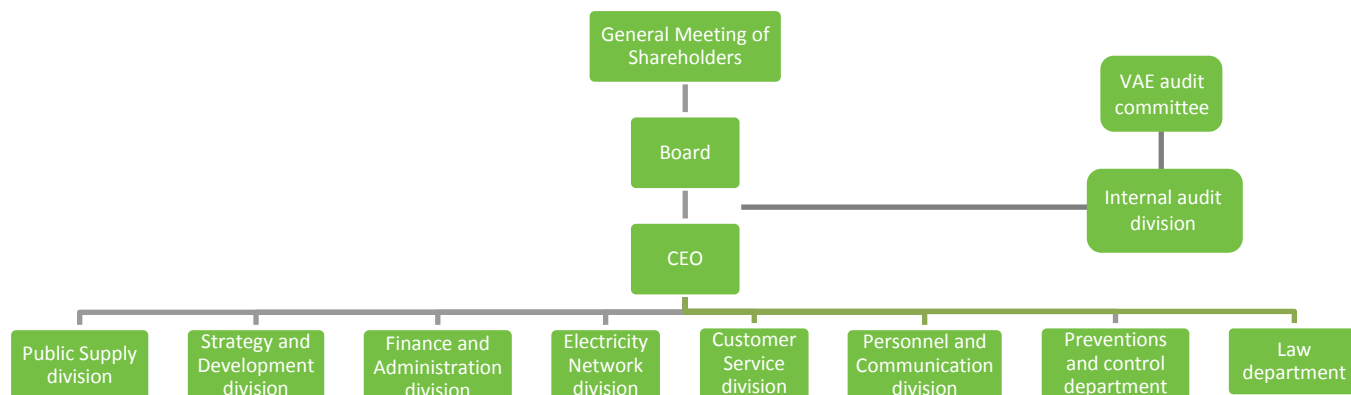 General Meeting of
Shareholders
VAE audit
committee
Board
Internal audit
division
CEO
Public Supply
division
Strategy and
Development
division
Finance and
Administration
division
Electricity
Network
division
Customer
Service
division
Personnel and
Communication
division
Preventions
and control
department
Law
department